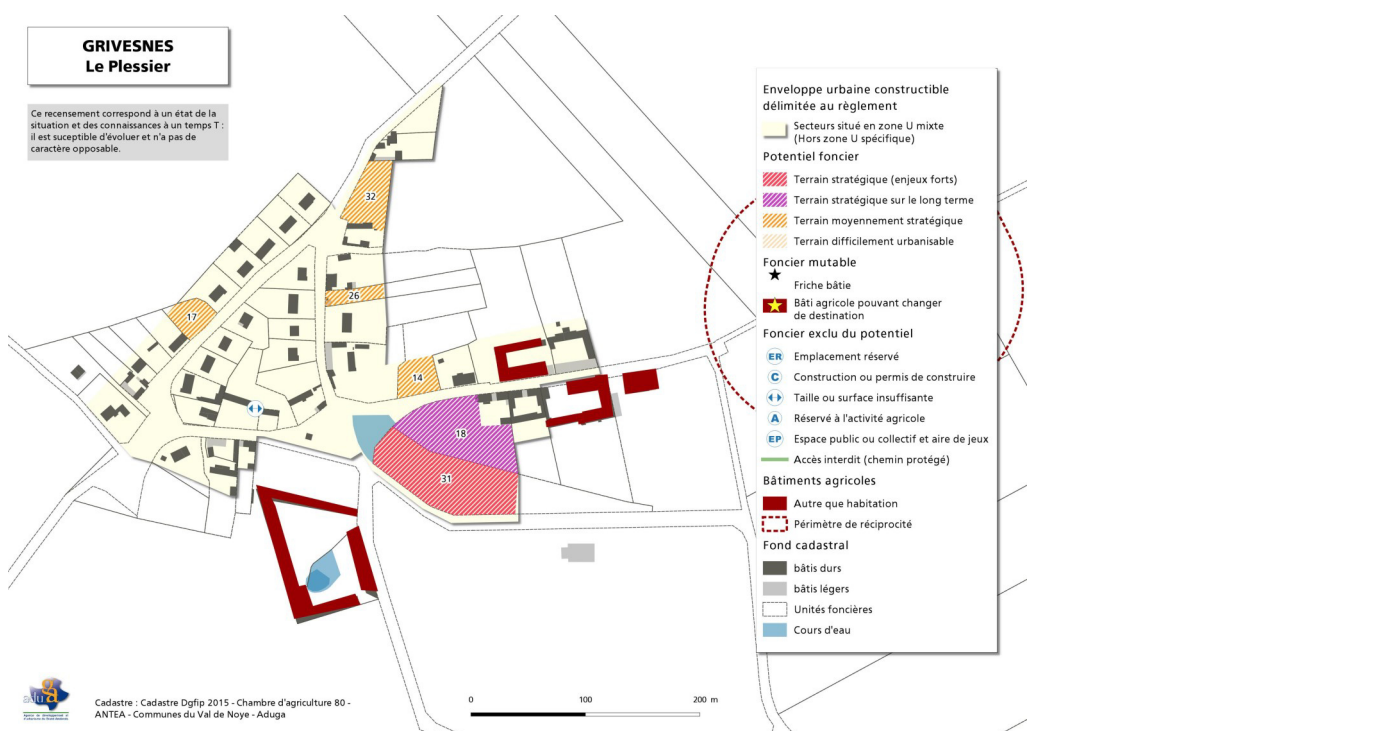 GRIVESNES
Le Plessier
Ce recensement correspond à un état de la
situation et des connaissances à un temps T :
il est suceptible d'évoluer et n'a pas de
caractère opposable.
Enveloppe urbaine constructible
délimitée au règlement
Secteurs situé en zone U mixte
(Hors zone U spécifique)
Potentiel foncier
Terrain stratégique (enjeux forts)
Terrain stratégique sur le long terme
Terrain moyennement stratégique
Terrain difficilement urbanisable
Foncier mutable
Friche bâtie
Bâti agricole pouvant changer
de destination
Foncier exclu du potentiel
ER Emplacement réservé
C Construction ou permis de construire
Taille ou surface insuffisante
A Réservé à l'activité agricole
EP Espace public ou collectif et aire de jeux
Accès interdit (chemin protégé)
Bâtiments agricoles
Autre que habitation
Périmètre de réciprocité
Fond cadastral
bâtis durs
bâtis légers
Unités foncières
Cours d'eau
32
26
17
14
18
31
aduga
Cadastre : Cadastre Dgfip 2015 - Chambre d'agriculture 80 -
ANTEA - Communes du Val de Noye - Aduga
0 100 200 m